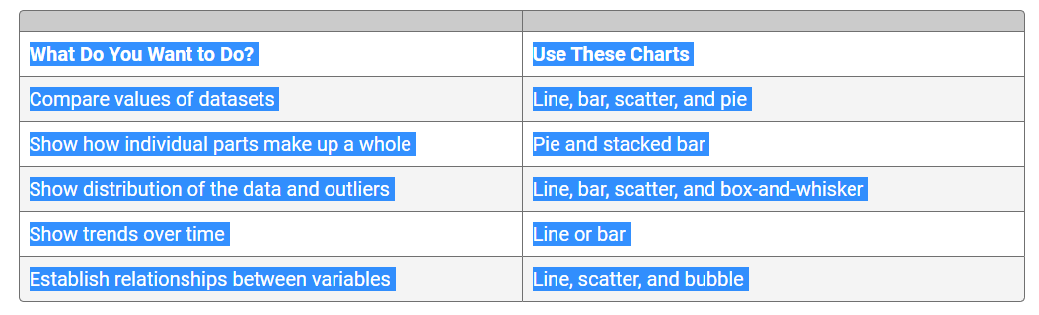 What Do You Want to Do? Use These Charts
Compare values of datasets Line, bar, scatter, and pie
Show how individual parts make up a whole Pie and stacked bar
Show distribution of the data and outliers Line, bar, scatter, and box-and-whisker
Show trends over time Line or bar
Establish relationships between variables Line, scatter, and bubble